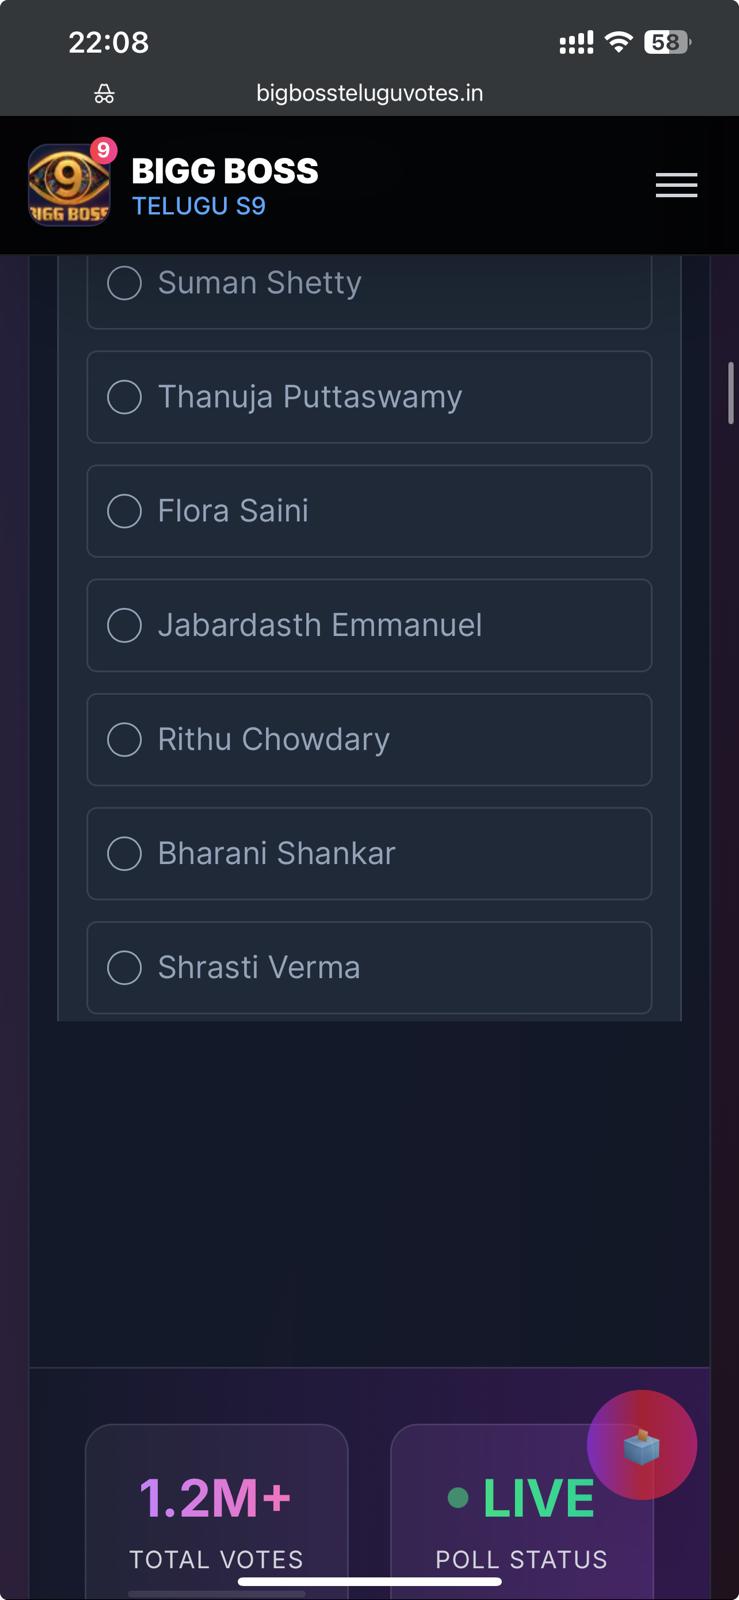 22:08
58
bigbossteluguvotes.in
9
BIGG BOSS
TELUGU S9
9
BIGG BOSS
Suman Shetty
Thanuja Puttaswamy
Flora Saini
Jabardasth Emmanuel
Rithu Chowdary
Bharani Shankar
Shrasti Verma
1.2M+
TOTAL VOTES
LIVE
POLL STATUS